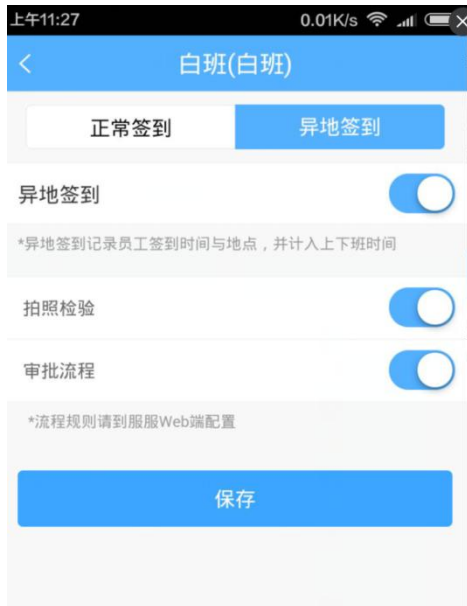 上午11:27 0.01K/s
白班(白班)
正常签到 异地签到
异地签到
*异地签到记录员工签到时间与地点，并计入上下班时间
拍照检验
审批流程
*流程规则请到服服Web端配置
保存